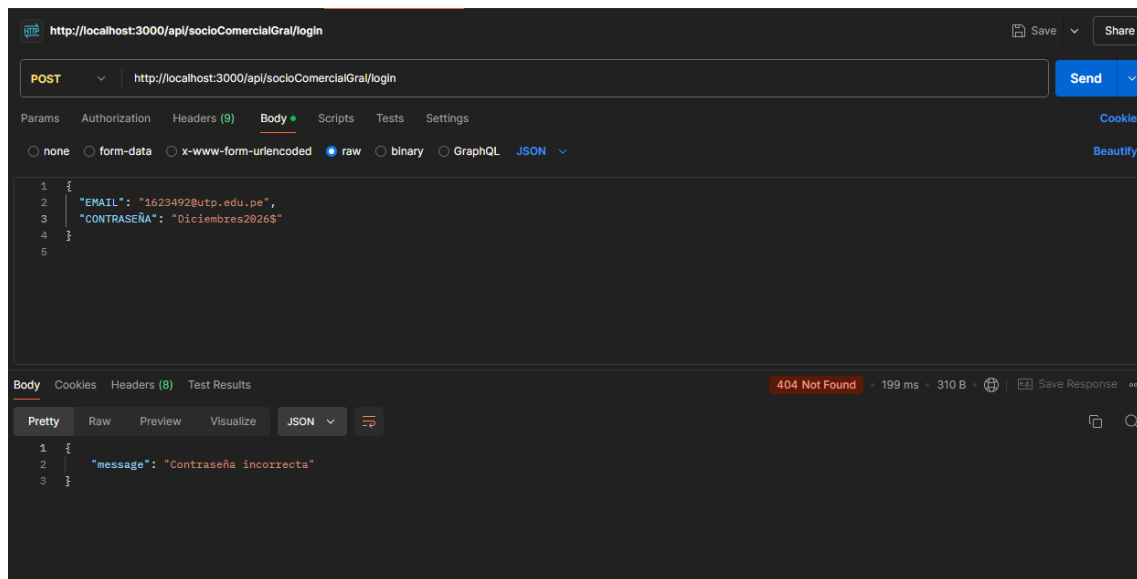 HTTP http://localhost:3000/api/socioComercialGral/login Save Share
POST http://localhost:3000/api/socioComercialGral/login Send
Params Authorization Headers (9) Body Scripts Tests Settings Cookie
none form-data x-www-form-urlencoded raw binary GraphQL JSON Beautify
1 {
2 "EMAIL": "1623492@utp.edu.pe",
3 "CONTRASEÑA": "Diciembres2026$"
4 }
5
Body Cookies Headers (8) Test Results 404 Not Found 199 ms 310 B e.g. Save Response
Pretty Raw Preview Visualize JSON
1 {
2 "message": "Contraseña incorrecta"
3 }